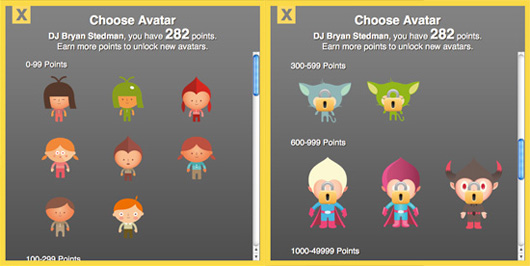 X
Choose Avatar
DJ Bryan Stedman, you have 282 points.
Earn more points to unlock new avatars.
0-99 Points
100-299 Points
X
Choose Avatar
DJ Bryan Stedman, you have 282 points.
Earn more points to unlock new avatars.
300-599 Points
600-999 Points
1000-49999 Points